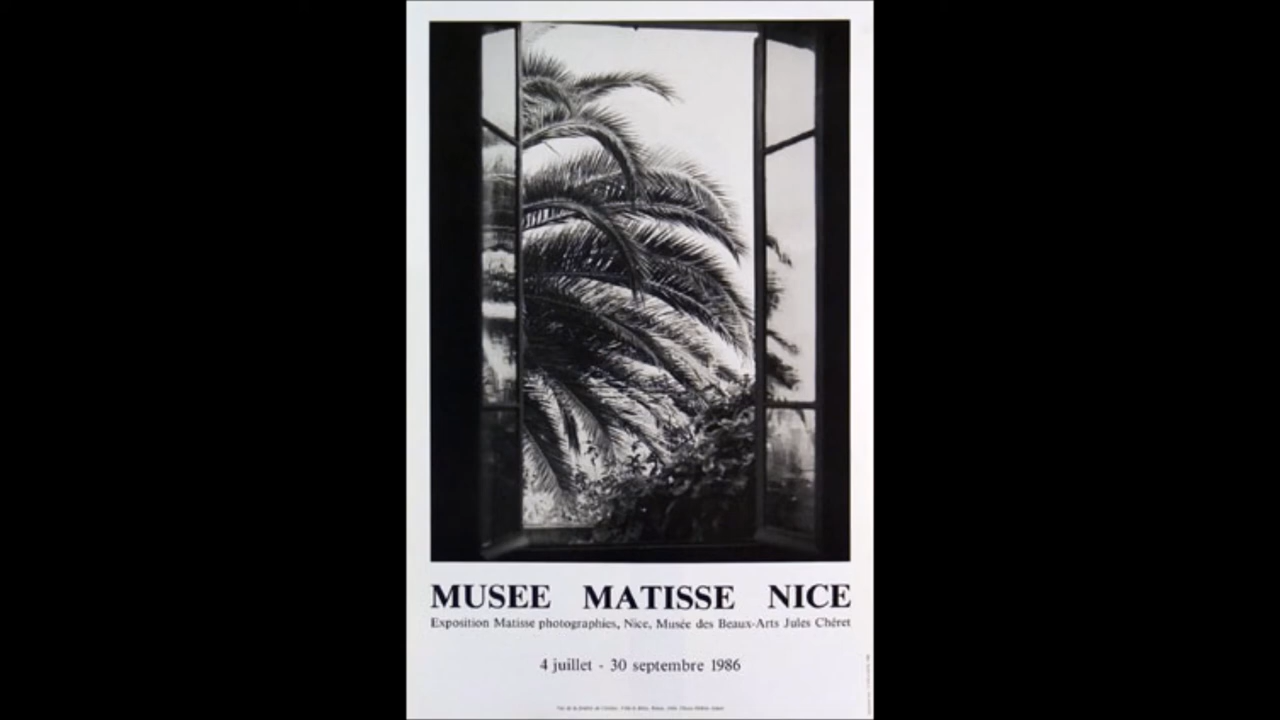 MUSEE MATISSE NICE
Exposition Matisse photographies, Nice, Musée des Beaux-Arts Jules Chéret
4 juillet - 30 septembre 1986